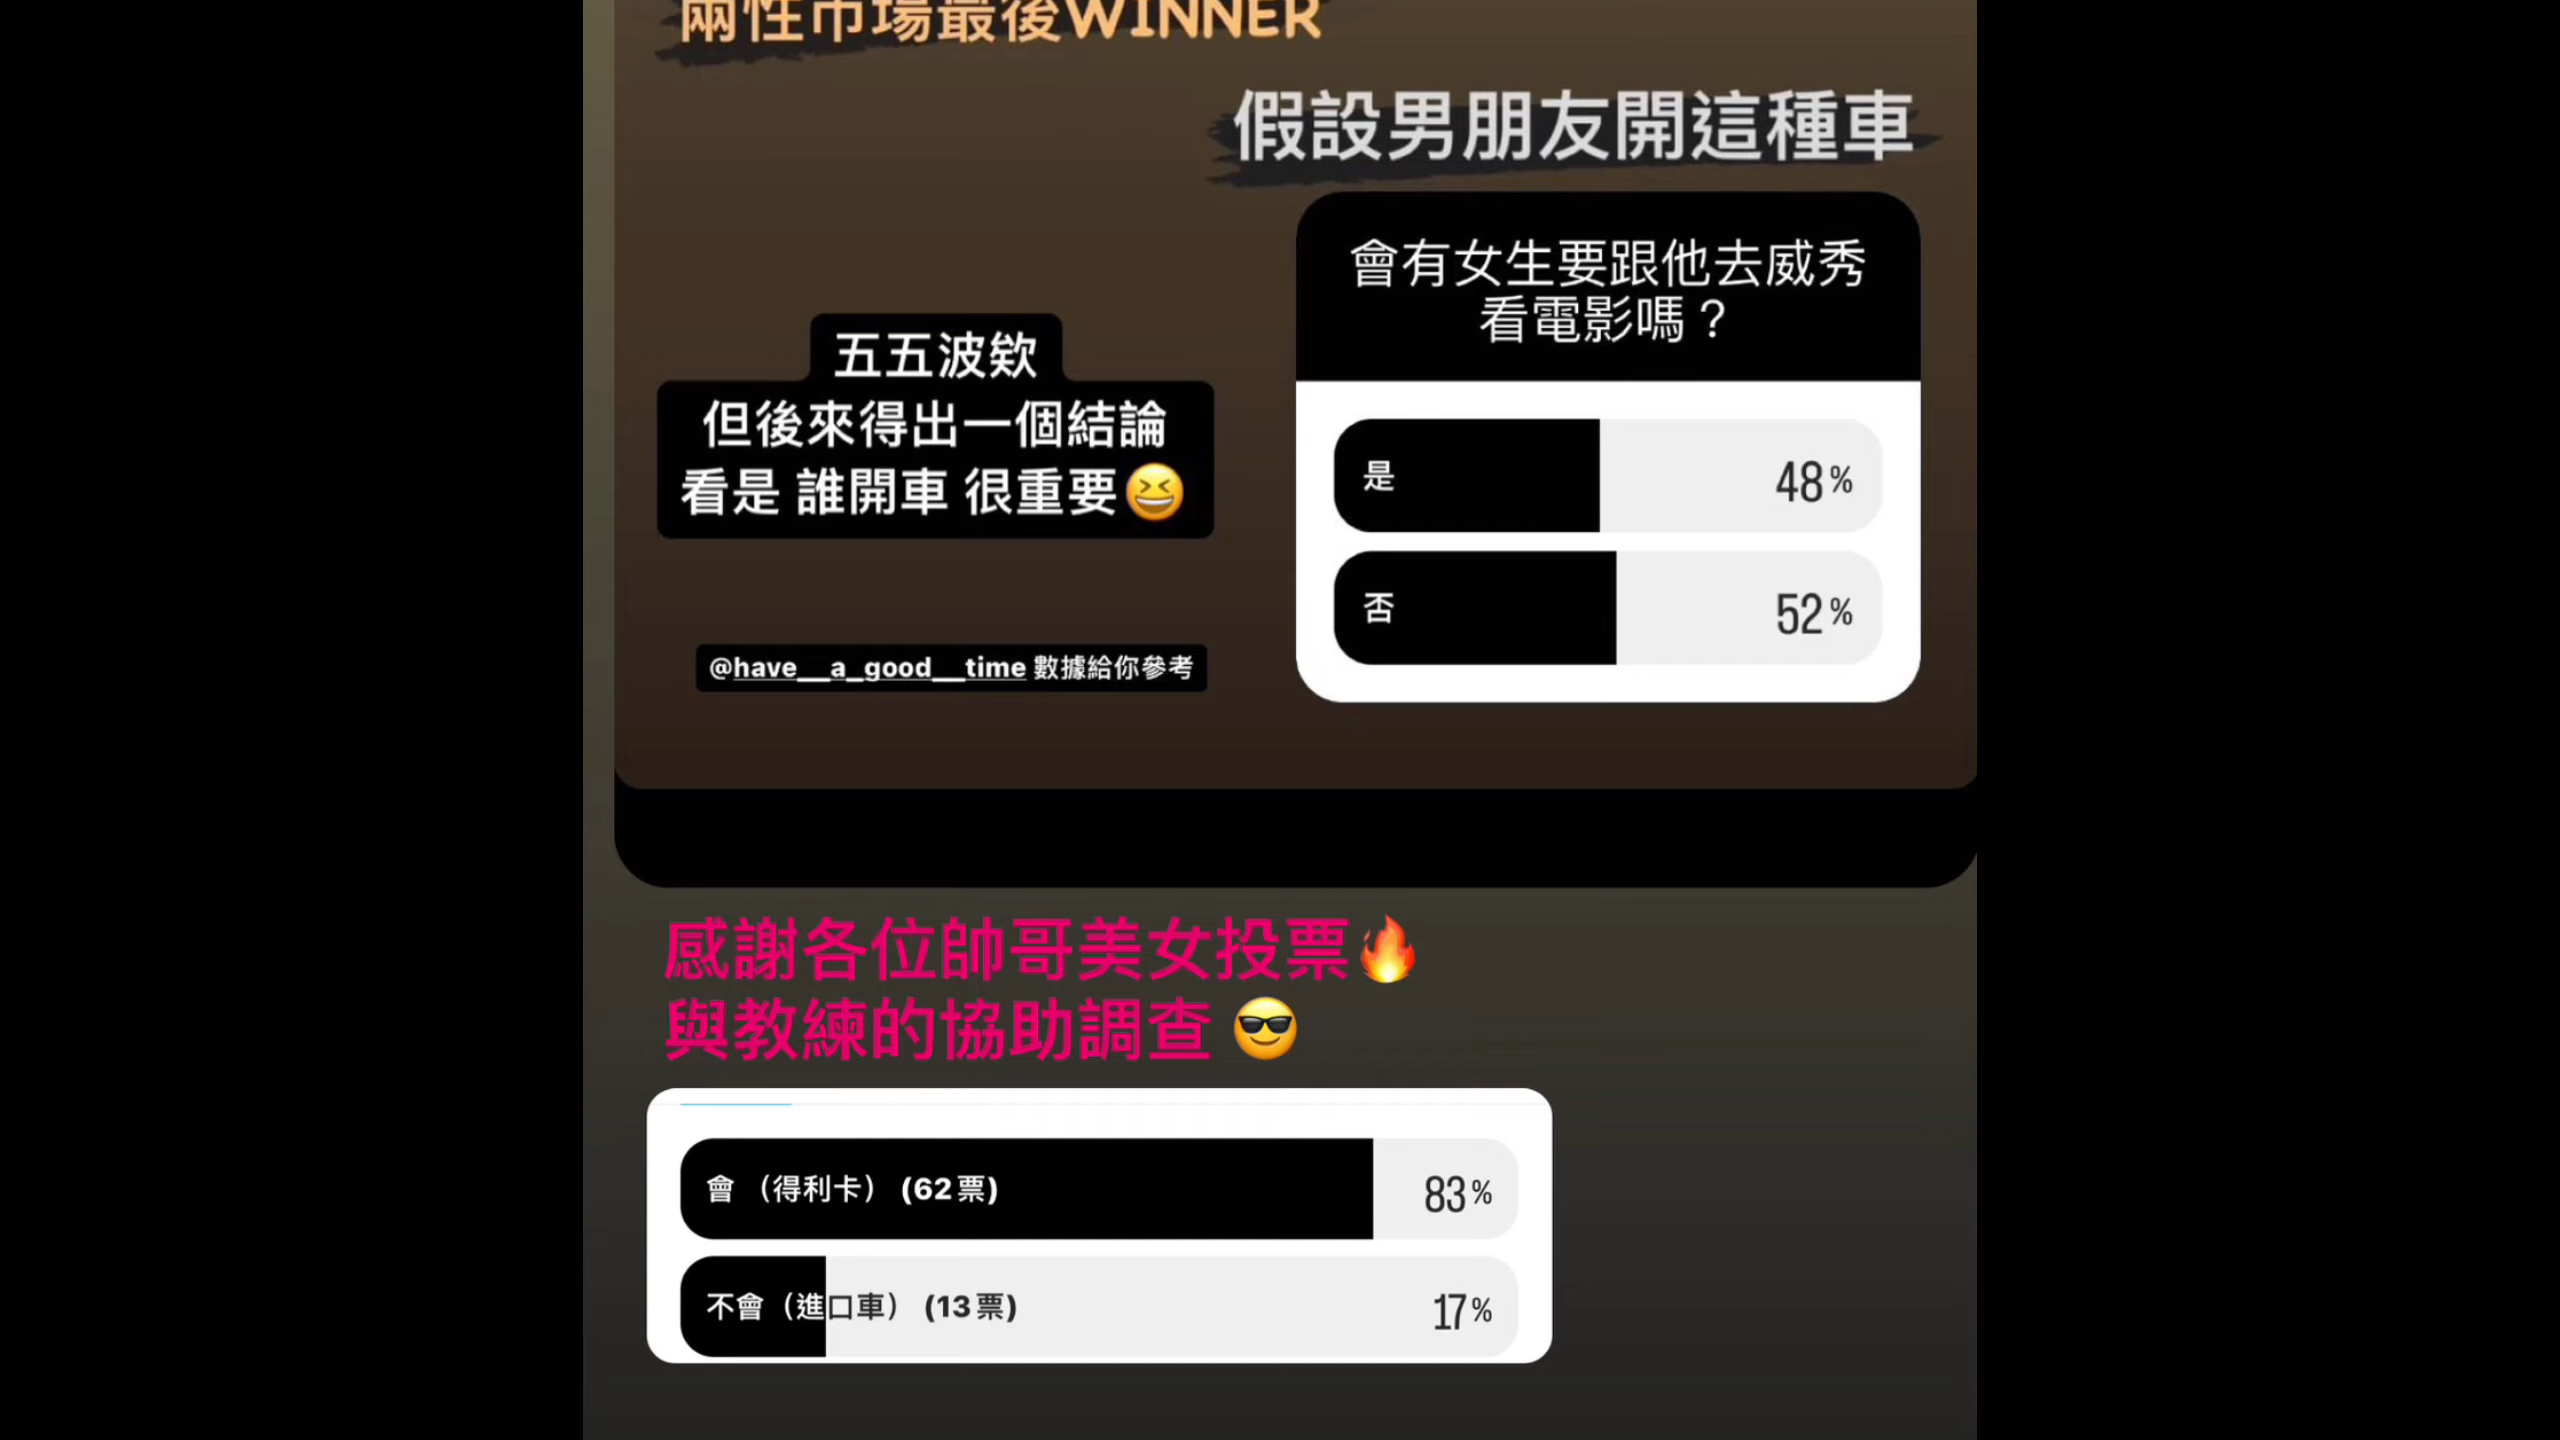 兩性市場最後WINNER
假設男朋友開這種車
會有女生要跟他去威秀
看電影嗎？
五五波欸
但後來得出一個結論
看是 誰開車 很重要😆
是 48%
否 52%
@have__a_good__time 數據給你參考
感謝各位帥哥美女投票🔥
與教練的協助調查 😎
會 （得利卡） (62 票) 83%
不會（進口車） (13 票) 17%